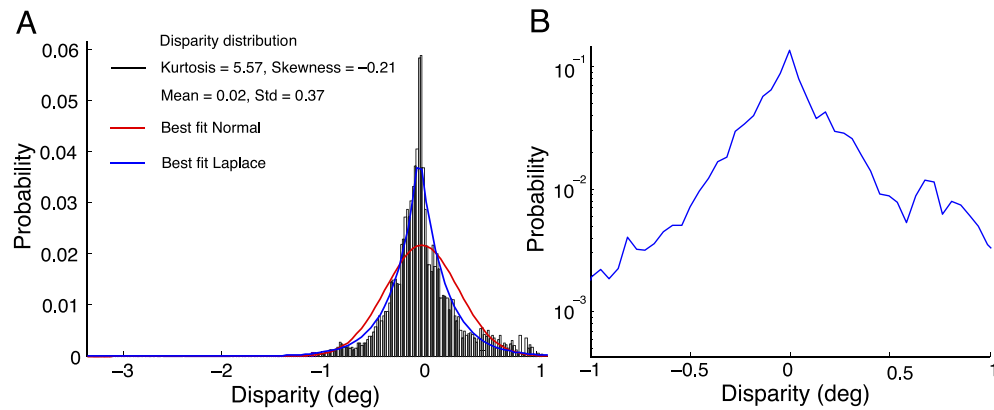 A
Disparity distribution
Kurtosis = 5.57, Skewness = −0.21
Mean = 0.02, Std = 0.37
Best fit Normal
Best fit Laplace
Probability
0.06
0.05
0.04
0.03
0.02
0.01
0
−3 −2 −1 0 1
Disparity (deg)
B
Probability
10⁻¹
10⁻²
10⁻³
-1 -0.5 0 0.5 1
Disparity (deg)